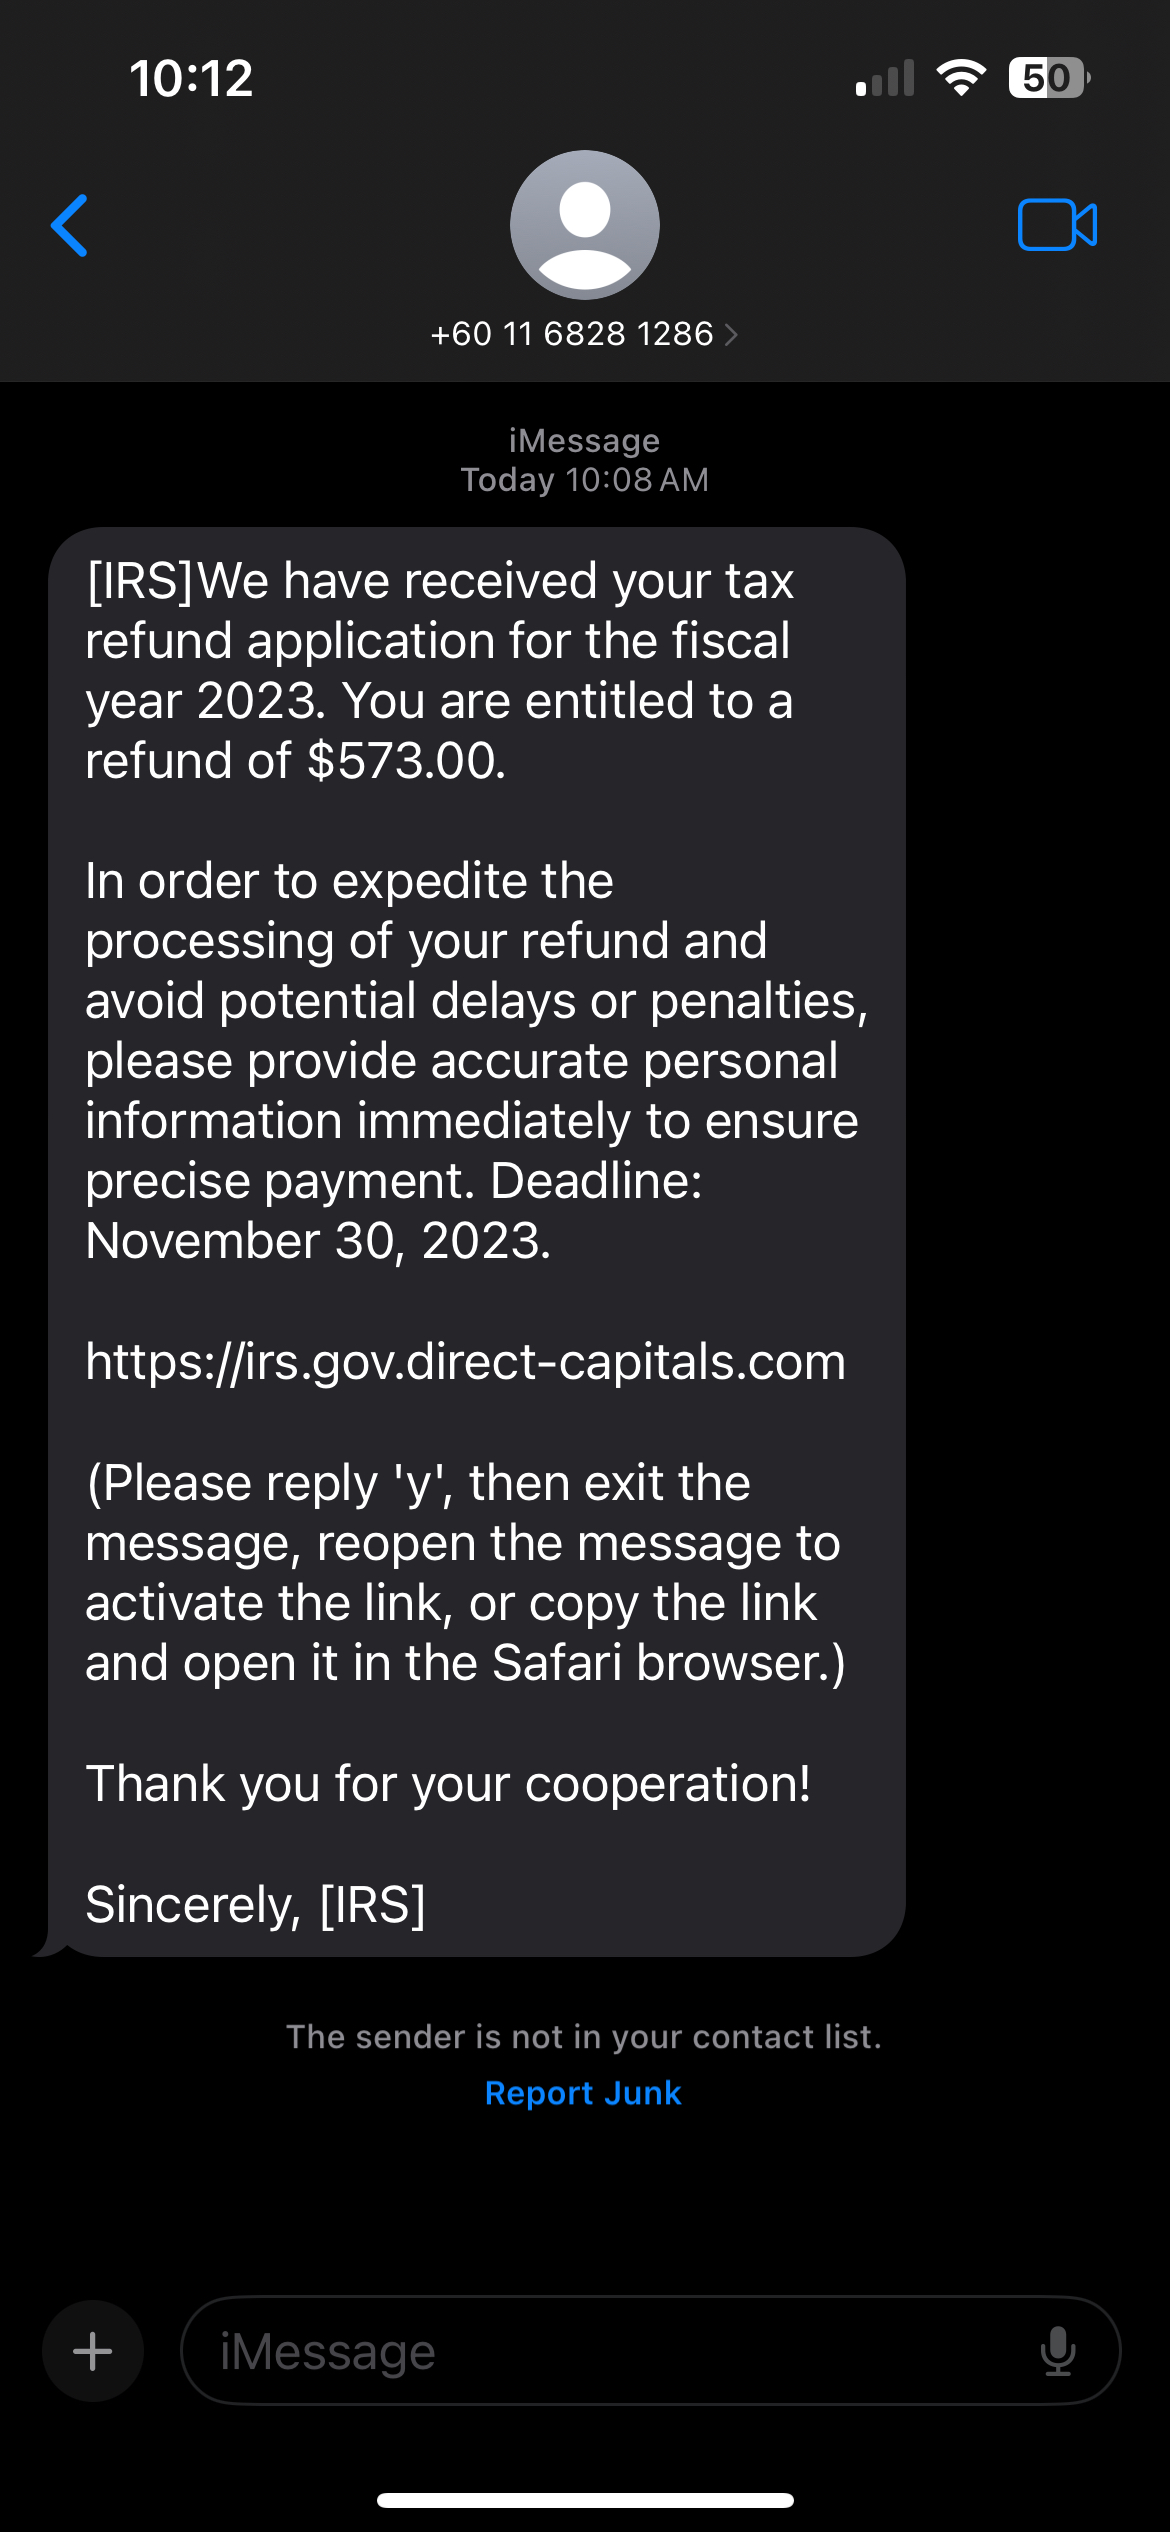 10:12
50
+60 11 6828 1286
iMessage
Today 10:08 AM
[IRS]We have received your tax
refund application for the fiscal
year 2023. You are entitled to a
refund of $573.00.
In order to expedite the
processing of your refund and
avoid potential delays or penalties,
please provide accurate personal
information immediately to ensure
precise payment. Deadline:
November 30, 2023.
https://irs.gov.direct-capitals.com
(Please reply 'y', then exit the
message, reopen the message to
activate the link, or copy the link
and open it in the Safari browser.)
Thank you for your cooperation!
Sincerely, [IRS]
The sender is not in your contact list.
Report Junk
iMessage